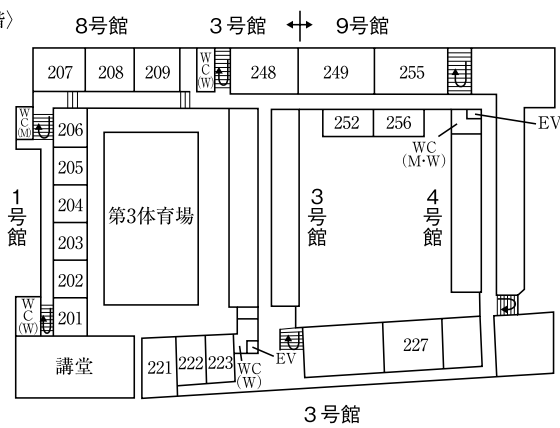 階〉
8号館
3号館
9号館
207
208
209
WC(W)
248
249
255
WC(M)
206
252
256
EV
WC
(M・W)
205
204
第3体育場
203
202
201
1号館
3号館
4号館
WC(W)
講堂
221
222
223
WC
(W)
EV
227
3号館